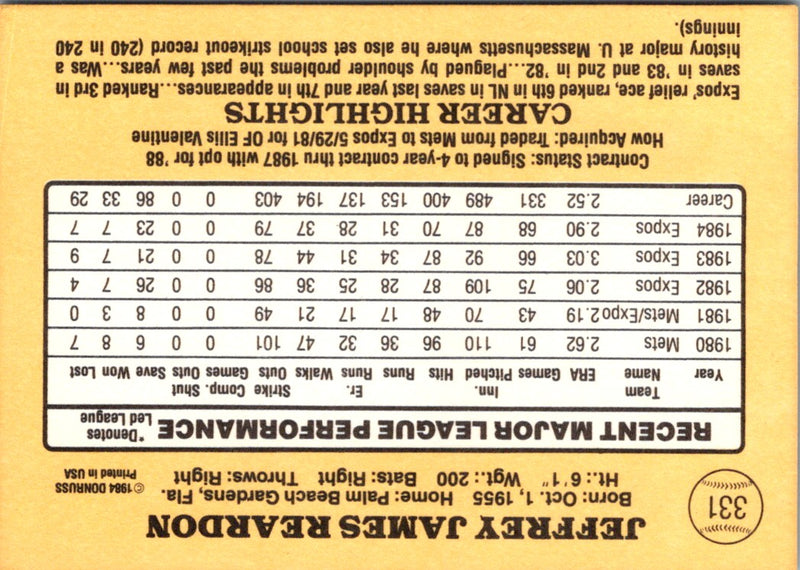 331
JEFFREY JAMES REARDON
Born: Oct. 1, 1955 Home: Palm Beach Gardens, Fla.
Ht.: 6'1" Wgt.: 200 Bats: Right Throws: Right
© 1984 DONRUSS
Printed in USA
RECENT MAJOR LEAGUE PERFORMANCE
*Denotes
Led League
Team Inn. Er. Strike Comp. Shut
Year Name ERA Games Pitched Hits Runs Runs Walks Outs Games Outs Save Won Lost
1980 Mets 2.62 61 110 96 36 32 47 101 0 0 6 8 7
1981 Mets/Expo 2.19 43 70 48 17 17 21 49 0 0 8 3 0
1982 Expos 2.06 75 109 87 28 25 36 86 0 0 26 7 4
1983 Expos 3.03 66 92 87 34 31 44 78 0 0 21 7 9
1984 Expos 2.90 68 87 70 31 28 37 79 0 0 23 7 7
Career 2.52 331 489 400 153 137 194 403 0 0 86 33 29
Contract Status: Signed to 4-year contract thru 1987 with opt for '88
How Acquired: Traded from Mets to Expos 5/29/81 for OF Ellis Valentine
CAREER HIGHLIGHTS
Expos' relief ace, ranked 6th in NL in saves last year and 7th in appearances...Ranked 3rd in
saves in '83 and 2nd in '82...Plagued by shoulder problems the past few years...Was a
history major at U. of Massachusetts where he also set school strikeout record (240 in 240
innings).